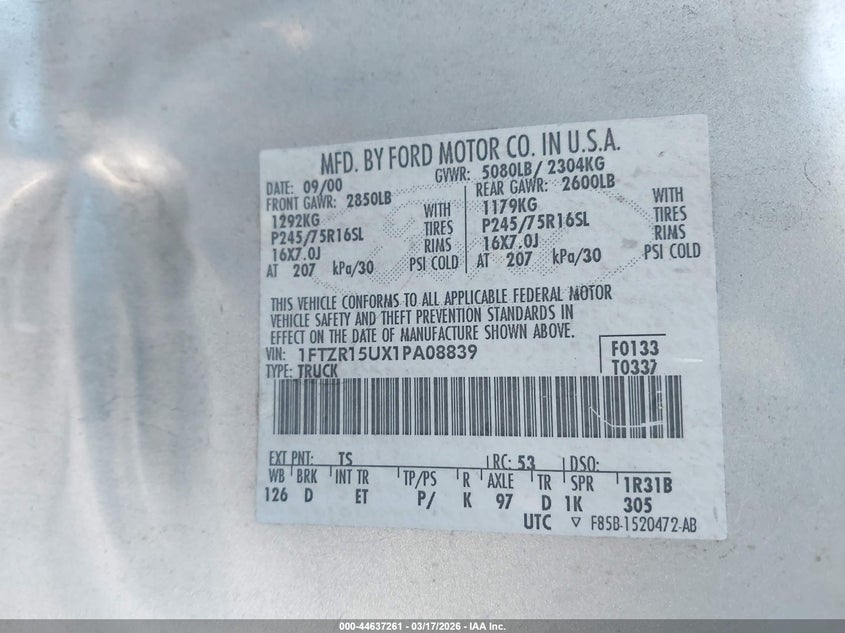 MFD. BY FORD MOTOR CO. IN U.S.A.
DATE: 09/00 GVWR: 5080LB/ 2304KG
FRONT GAWR: 2850LB REAR GAWR: 2600LB
1292KG WITH 1179KG WITH
P245/75R16SL TIRES P245/75R16SL TIRES
16X7.0J RIMS 16X7.0J RIMS
AT 207 kPa/30 PSI COLD AT 207 kPa/30 PSI COLD
THIS VEHICLE CONFORMS TO ALL APPLICABLE FEDERAL MOTOR
VEHICLE SAFETY AND THEFT PREVENTION STANDARDS IN
EFFECT ON THE DATE OF MANUFACTURE SHOWN ABOVE.
VIN: 1FTZR15UX1PA08839 F0133
TYPE: TRUCK T0337
EXT PNT: TS RC: 53 DSO:
WB BRK INT TR TP/PS R AXLE TR SPR 1R31B
126 D ET P/ K 97 D 1K 305
UTC ▽ F85B-1520472-AB
000-44637261 - 03/17/2026 - IAA Inc.